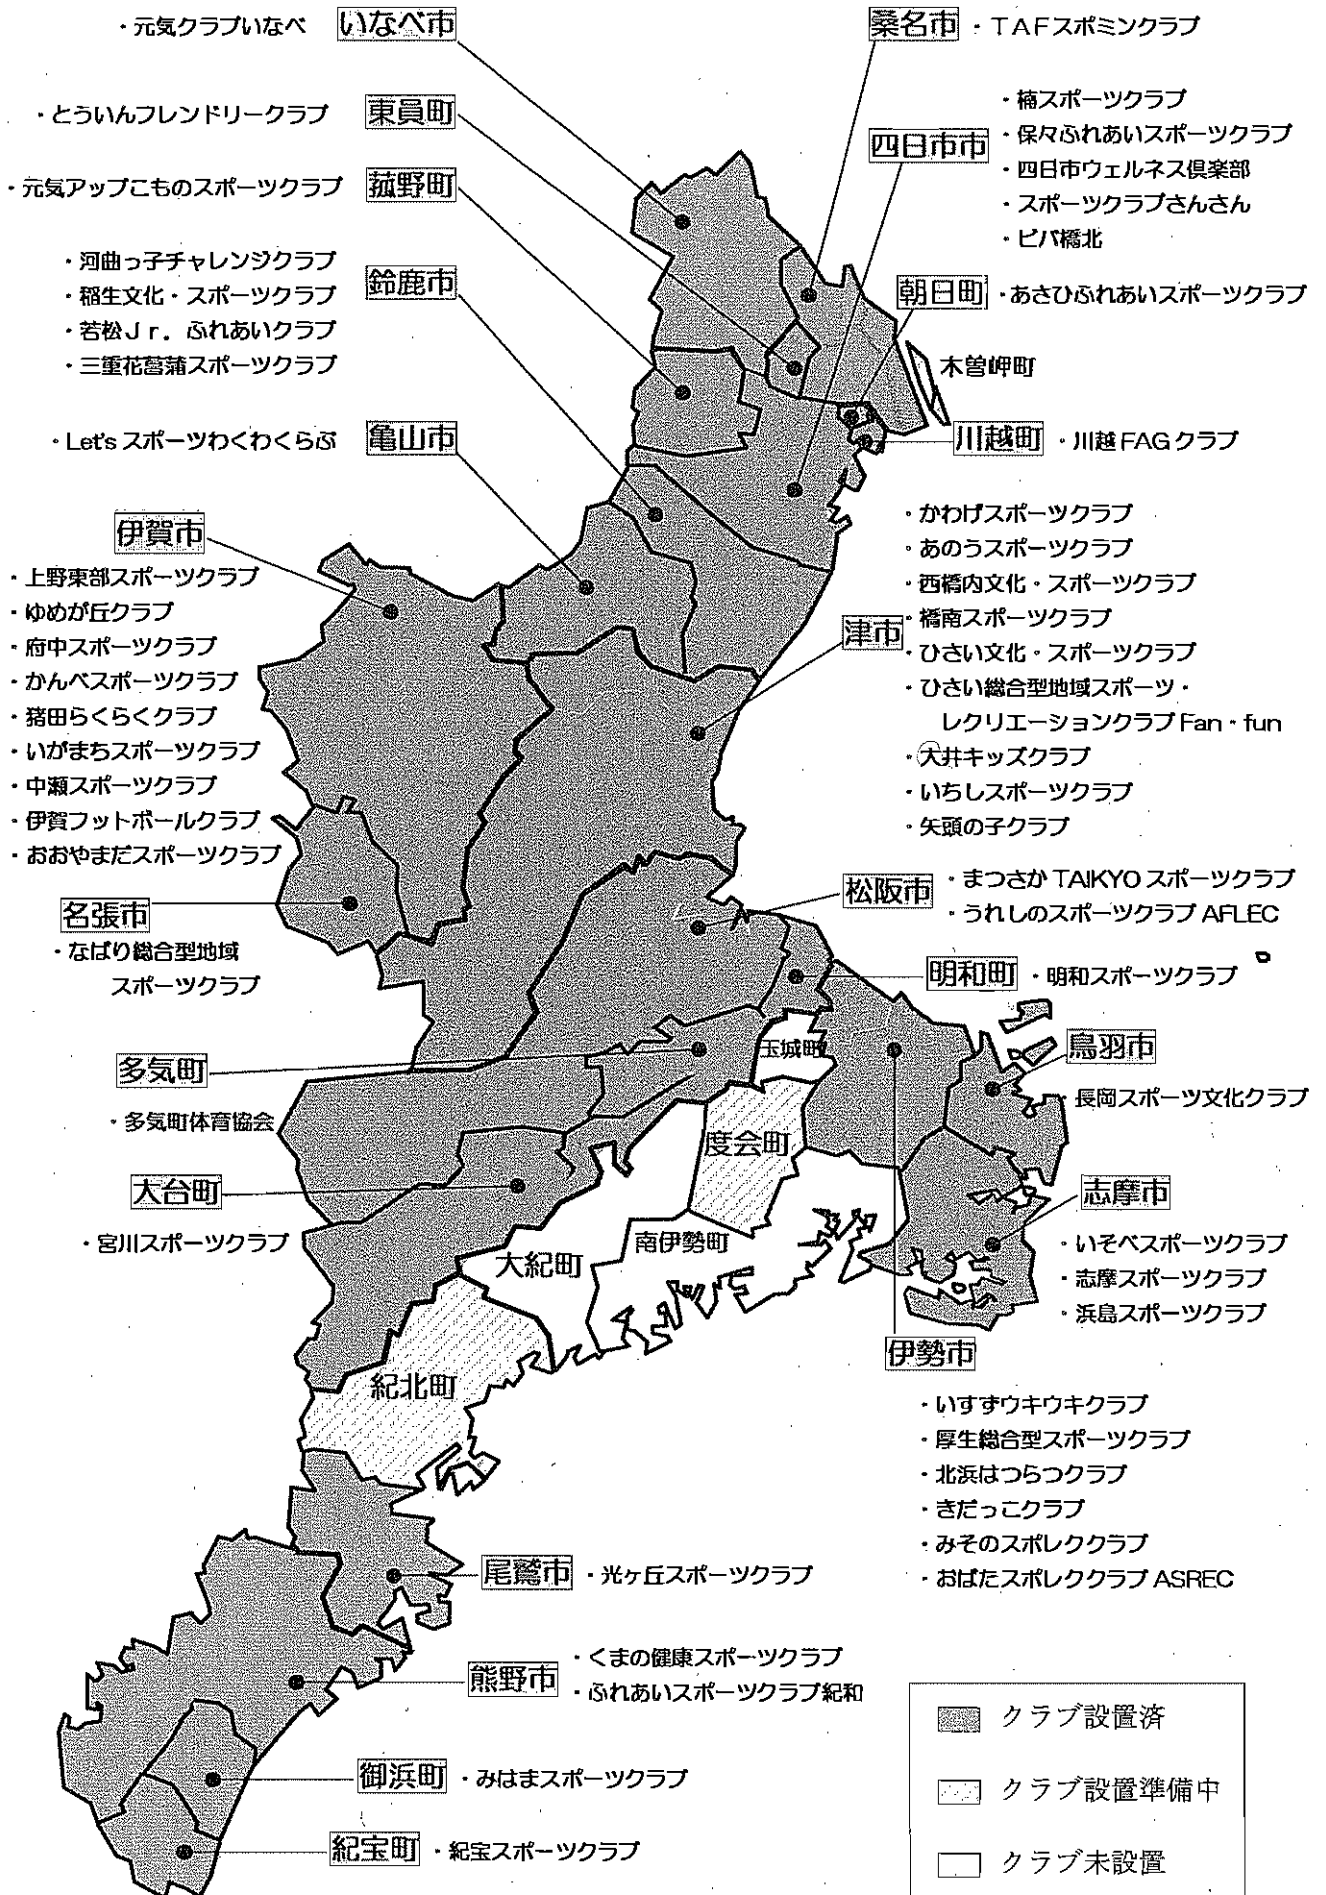 ・元気クラブいなべ
いなべ市
桑名市
・ＴＡＦスポミンクラブ
・とういんフレンドリークラブ
東員町
四日市市
・楠スポーツクラブ
・保々ふれあいスポーツクラブ
・四日市ウェルネス倶楽部
・スポーツクラブさんさん
・ビバ橋北
・元気アップこものスポーツクラブ
菰野町
・河曲っ子チャレンジクラブ
・稲生文化・スポーツクラブ
・若松Ｊｒ．ふれあいクラブ
・三重花菖蒲スポーツクラブ
鈴鹿市
朝日町
・あさひふれあいスポーツクラブ
木曽岬町
・Let'sスポーツわくわくらぶ
亀山市
川越町
・川越FAGクラブ
伊賀市
・上野東部スポーツクラブ
・ゆめが丘クラブ
・府中スポーツクラブ
・かんべスポーツクラブ
・猪田らくらくクラブ
・いがまちスポーツクラブ
・中瀬スポーツクラブ
・伊賀フットボールクラブ
・おおやまだスポーツクラブ
津市
・かわげスポーツクラブ
・あのうスポーツクラブ
・西橋内文化・スポーツクラブ
・橋南スポーツクラブ
・ひさい文化・スポーツクラブ
・ひさい総合型地域スポーツ・
レクリエーションクラブFan・fun
・大井キッズクラブ
・いちしスポーツクラブ
・矢頭の子クラブ
名張市
・なばり総合型地域
スポーツクラブ
松阪市
・まつさかTAIKYOスポーツクラブ
・うれしのスポーツクラブAFLEC
明和町
・明和スポーツクラブ
多気町
・多気町体育協会
玉城町
鳥羽市
・長岡スポーツ文化クラブ
度会町
大台町
・宮川スポーツクラブ
大紀町
南伊勢町
志摩市
・いそべスポーツクラブ
・志摩スポーツクラブ
・浜島スポーツクラブ
伊勢市
・いすずウキウキクラブ
・厚生総合型スポーツクラブ
・北浜はつらつクラブ
・きだっこクラブ
・みそのスポレククラブ
・おばたスポレククラブASREC
紀北町
尾鷲市
・光ヶ丘スポーツクラブ
熊野市
・くまの健康スポーツクラブ
・ふれあいスポーツクラブ紀和
御浜町
・みはまスポーツクラブ
紀宝町
・紀宝スポーツクラブ
クラブ設置済
クラブ設置準備中
クラブ未設置